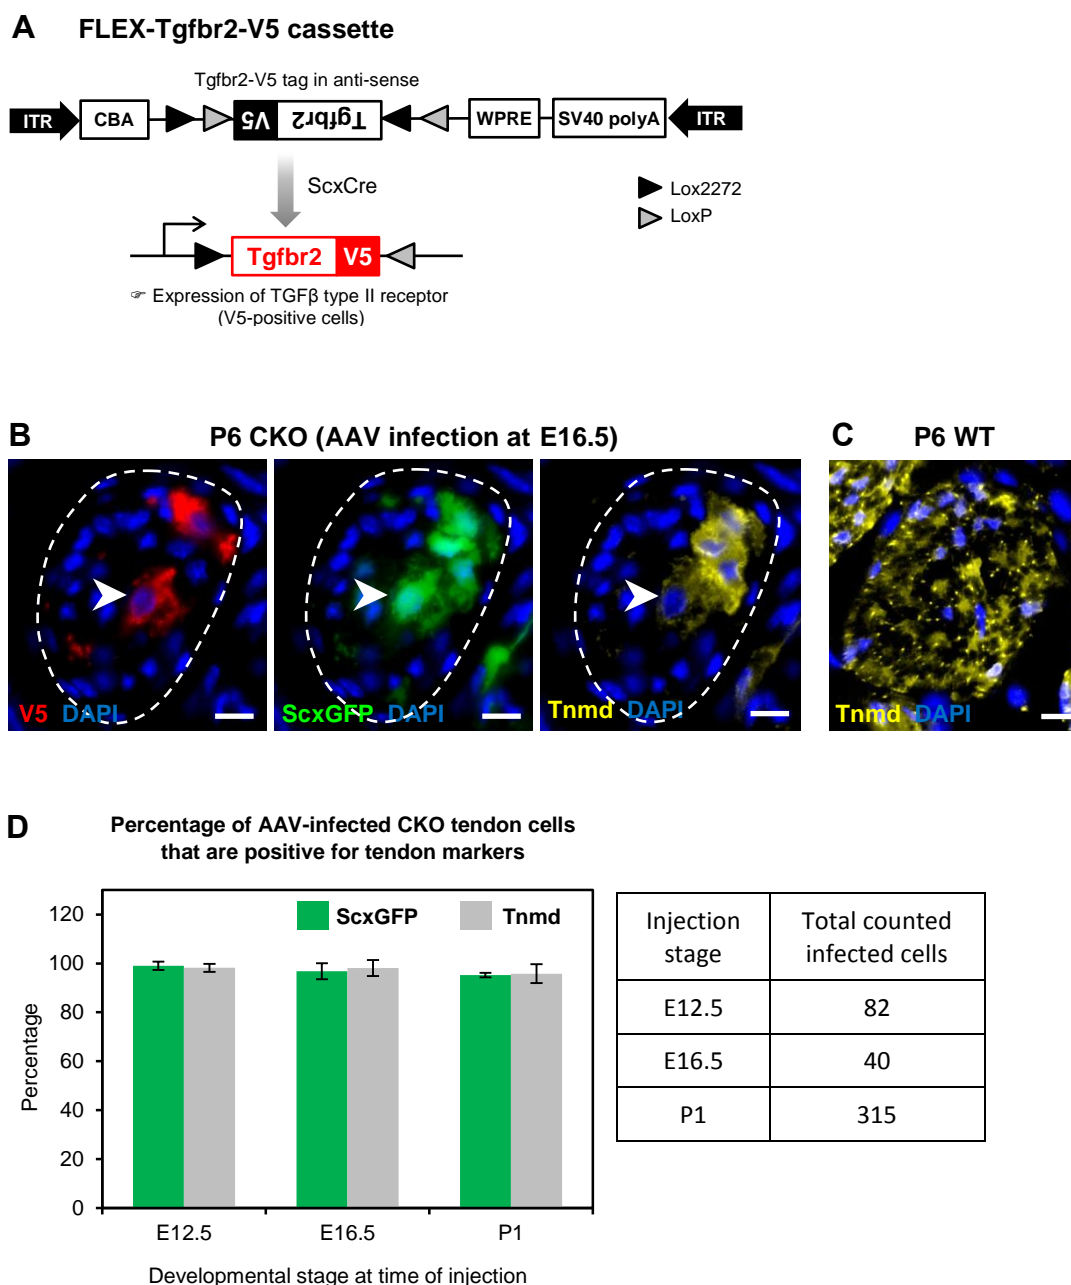 A FLEX-Tgfbr2-V5 cassette
Tgfbr2-V5 tag in anti-sense
ITR CBA V5 Tgfbr2 WPRE SV40 polyA ITR
ScxCre
Lox2272
LoxP
Tgfbr2 V5
☞ Expression of TGFβ type II receptor
(V5-positive cells)
B P6 CKO (AAV infection at E16.5)
V5 DAPI
ScxGFP DAPI
Tnmd DAPI
C P6 WT
Tnmd DAPI
D Percentage of AAV-infected CKO tendon cells
that are positive for tendon markers
ScxGFP Tnmd
Percentage
120
100
80
60
40
20
0
E12.5 E16.5 P1
Developmental stage at time of injection
Injection stage
Total counted infected cells
E12.5 82
E16.5 40
P1 315